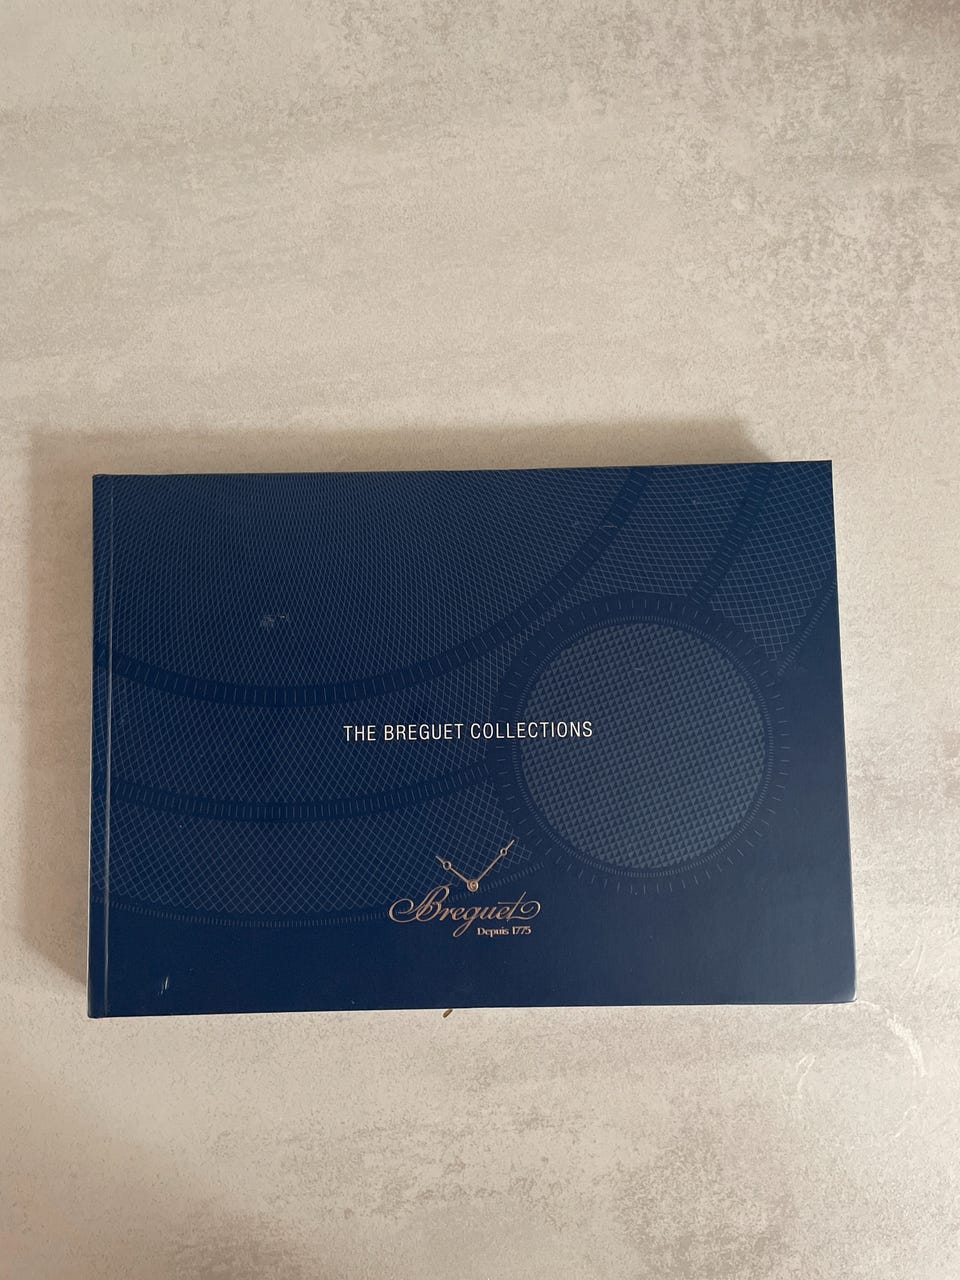 THE BREGUET COLLECTIONS
Breguet
Depuis 1775